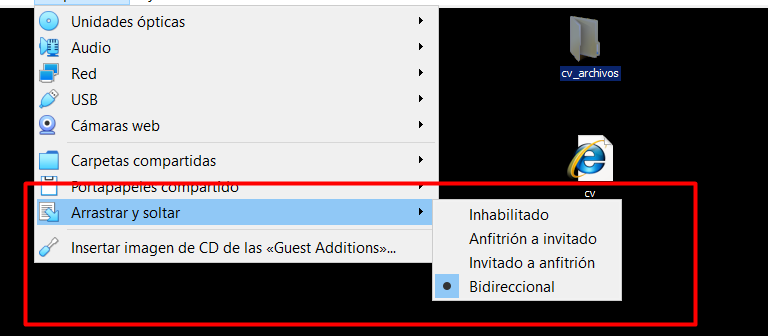 Unidades ópticas
Audio
Red
USB
Cámaras web
Carpetas compartidas
Portapapeles compartido
Arrastrar y soltar
Insertar imagen de CD de las «Guest Additions»...
Inhabilitado
Anfitrión a invitado
Invitado a anfitrión
Bidireccional
cv_archivos
cv